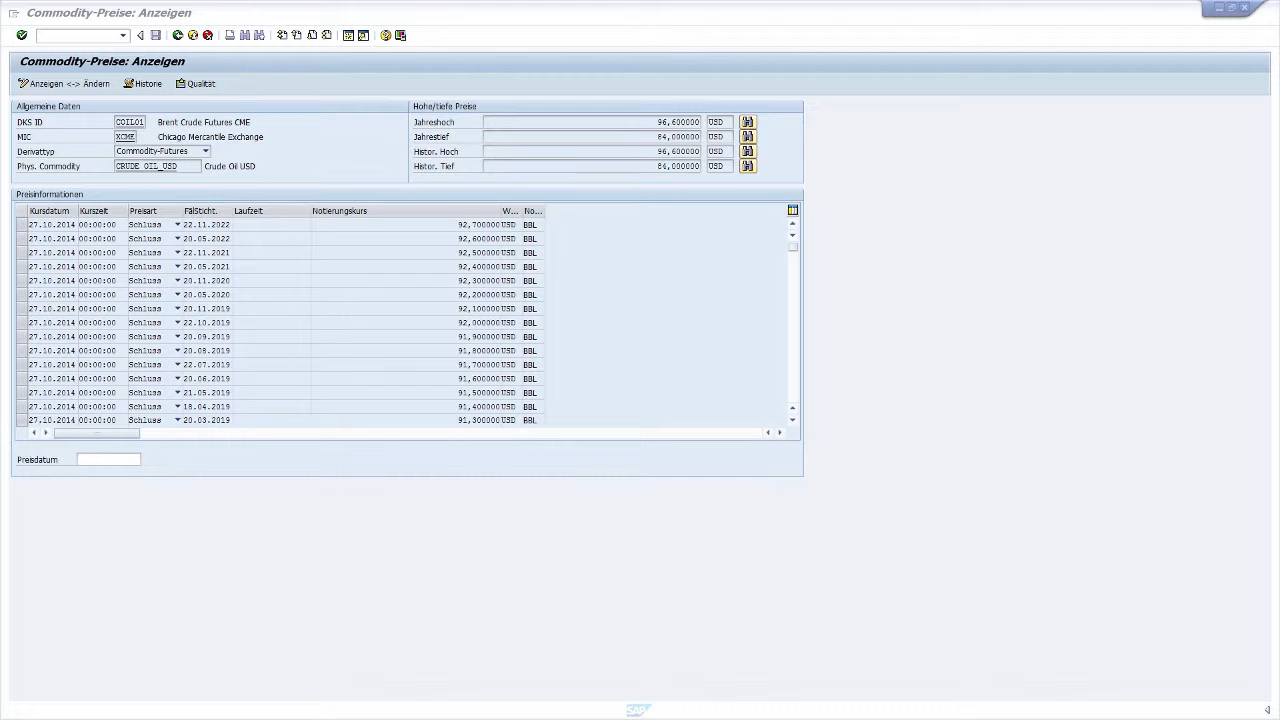 Commodity-Preise: Anzeigen
Commodity-Preise: Anzeigen
Anzeigen <-> Ändern Historie Qualität
Allgemeine Daten
DKS ID COIL01 Brent Crude Futures CME
MIC XCME Chicago Mercantile Exchange
Derivattyp Commodity-Futures
Phys. Commodity CRUDE OIL_USD Crude Oil USD
Hohe/tiefe Preise
Jahreshoch 96,600000 USD
Jahrestief 84,000000 USD
Histor. Hoch 96,600000 USD
Histor. Tief 84,000000 USD
Preisinformationen
Kursdatum Kurszeit Preisart FälSticht. Laufzeit Notierungskurs W... No...
27.10.2014 00:00:00 Schluss 22.11.2022 92,700000 USD BBL
27.10.2014 00:00:00 Schluss 20.05.2022 92,600000 USD BBL
27.10.2014 00:00:00 Schluss 22.11.2021 92,500000 USD BBL
27.10.2014 00:00:00 Schluss 20.05.2021 92,400000 USD BBL
27.10.2014 00:00:00 Schluss 20.11.2020 92,300000 USD BBL
27.10.2014 00:00:00 Schluss 20.05.2020 92,200000 USD BBL
27.10.2014 00:00:00 Schluss 20.11.2019 92,100000 USD BBL
27.10.2014 00:00:00 Schluss 22.10.2019 92,000000 USD BBL
27.10.2014 00:00:00 Schluss 20.09.2019 91,900000 USD BBL
27.10.2014 00:00:00 Schluss 20.08.2019 91,800000 USD BBL
27.10.2014 00:00:00 Schluss 22.07.2019 91,700000 USD BBL
27.10.2014 00:00:00 Schluss 20.06.2019 91,600000 USD BBL
27.10.2014 00:00:00 Schluss 21.05.2019 91,500000 USD BBL
27.10.2014 00:00:00 Schluss 18.04.2019 91,400000 USD BBL
27.10.2014 00:00:00 Schluss 20.03.2019 91,300000 USD BBL
Preisdatum
SAP